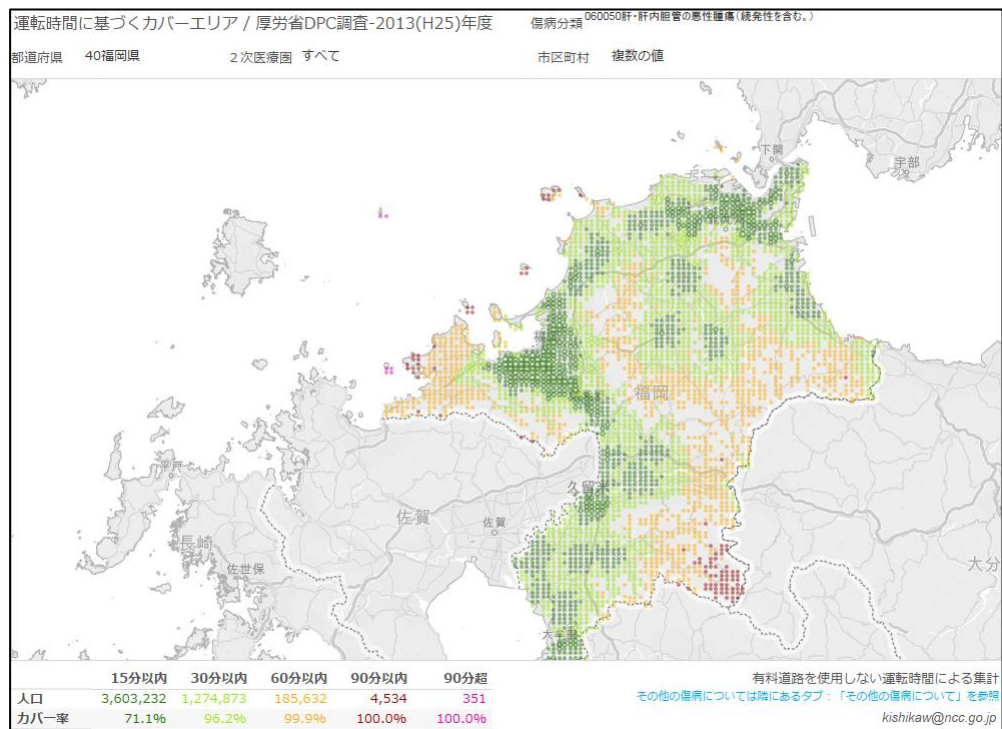 運転時間に基づくカバーエリア / 厚労省DPC調査-2013(H25)年度
傷病分類 060050肝・肝内胆管の悪性腫瘍（続発性を含む。）
都道府県 40福岡県 2次医療圏 すべて 市区町村 複数の値
下関
宇部
福岡
久留米
佐賀
佐賀
平戸
長崎
佐世保
大分
大牟田
15分以内 30分以内 60分以内 90分以内 90分超
人口 3,603,232 1,274,873 185,632 4,534 351
カバー率 71.1% 96.2% 99.9% 100.0% 100.0%
有料道路を使用しない運転時間による集計
その他の傷病については隣にあるタブ：「その他の傷病について」を参照
kishikaw@ncc.go.jp